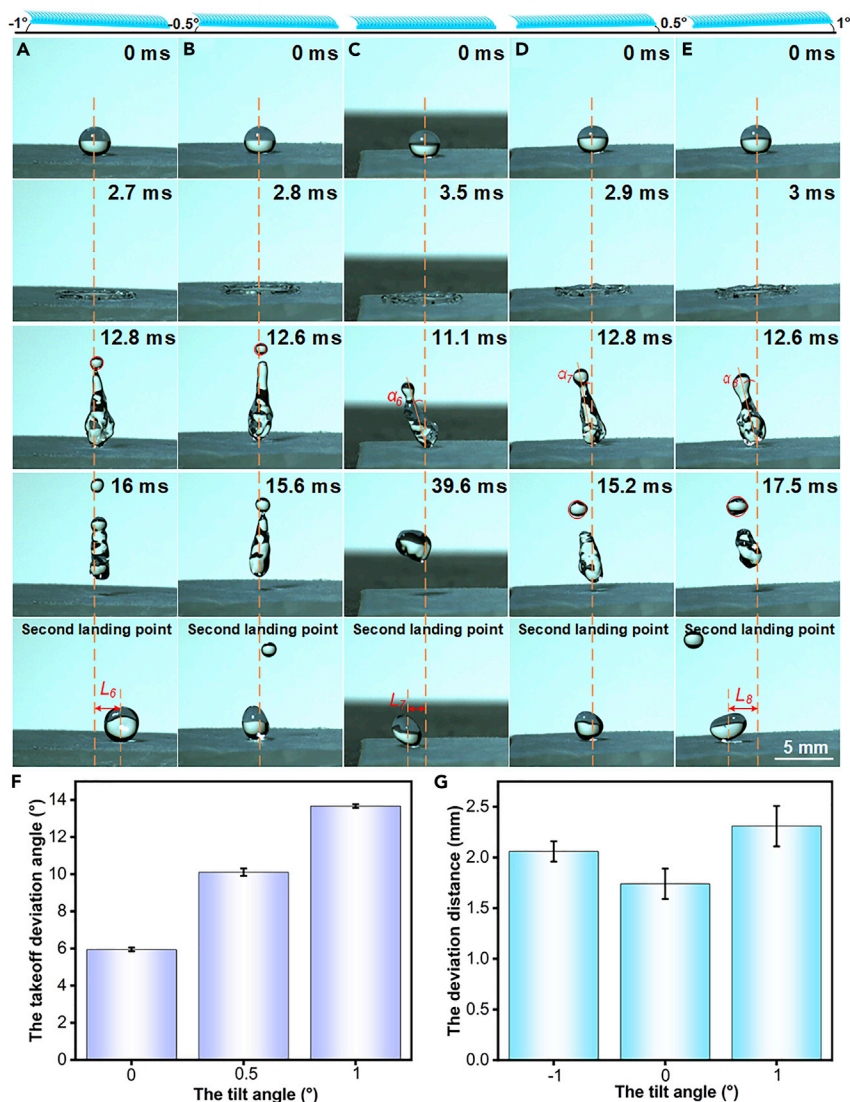 -1° -0.5° 0.5° 1°
A B C D E
0 ms 0 ms 0 ms 0 ms 0 ms
2.7 ms 2.8 ms 3.5 ms 2.9 ms 3 ms
12.8 ms 12.6 ms 11.1 ms 12.8 ms 12.6 ms
α6 α7 α
16 ms 15.6 ms 39.6 ms 15.2 ms 17.5 ms
Second landing point Second landing point Second landing point Second landing point Second landing point
L6 L7 L8
5 mm
F
The takeoff deviation angle (°)
14
12
10
8
6
4
2
0
0 0.5 1
The tilt angle (°)
G
The deviation distance (mm)
2.5
2.0
1.5
1.0
0.5
0.0
-1 0 1
The tilt angle (°)